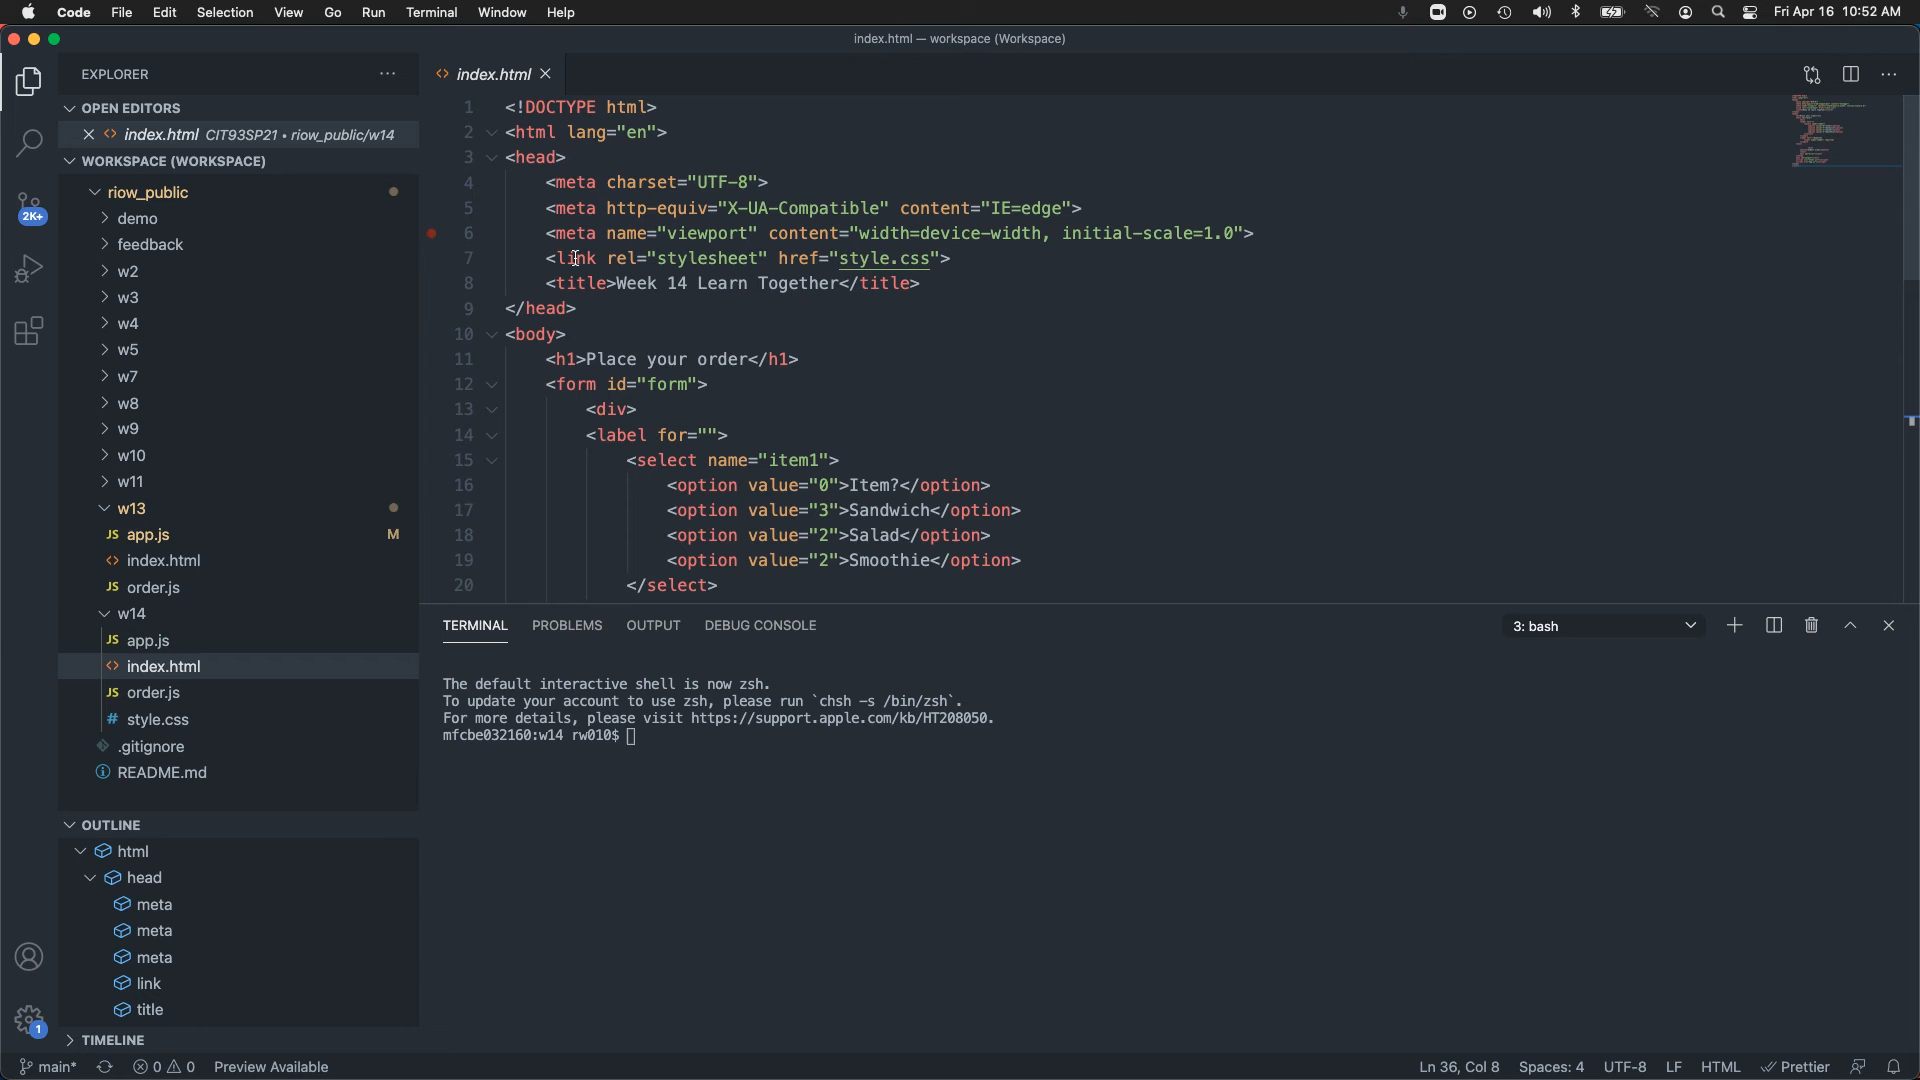 Code File Edit Selection View Go Run Terminal Window Help Fri Apr 16 10:52 AM
index.html — workspace (Workspace)
EXPLORER ···
OPEN EDITORS
index.html CIT93SP21 • riow_public/w14
WORKSPACE (WORKSPACE)
riow_public
demo
feedback
w2
w3
w4
w5
w7
w8
w9
w10
w11
w13
JS app.js M
<> index.html
JS order.js
w14
JS app.js
<> index.html
JS order.js
# style.css
.gitignore
README.md
OUTLINE
html
head
meta
meta
meta
link
title
TIMELINE
2K+
1
<> index.html
1 <!DOCTYPE html>
2 <html lang="en">
3 <head>
4 <meta charset="UTF-8">
5 <meta http-equiv="X-UA-Compatible" content="IE=edge">
6 <meta name="viewport" content="width=device-width, initial-scale=1.0">
7 <link rel="stylesheet" href="style.css">
8 <title>Week 14 Learn Together</title>
9 </head>
10 <body>
11 <h1>Place your order</h1>
12 <form id="form">
13 <div>
14 <label for="">
15 <select name="item1">
16 <option value="0">Item?</option>
17 <option value="3">Sandwich</option>
18 <option value="2">Salad</option>
19 <option value="2">Smoothie</option>
20 </select>
TERMINAL PROBLEMS OUTPUT DEBUG CONSOLE 3: bash
The default interactive shell is now zsh.
To update your account to use zsh, please run `chsh -s /bin/zsh`.
For more details, please visit https://support.apple.com/kb/HT208050.
mfcbe032160:w14 rw010$
main* 0 0 Preview Available Ln 36, Col 8 Spaces: 4 UTF-8 LF HTML Prettier